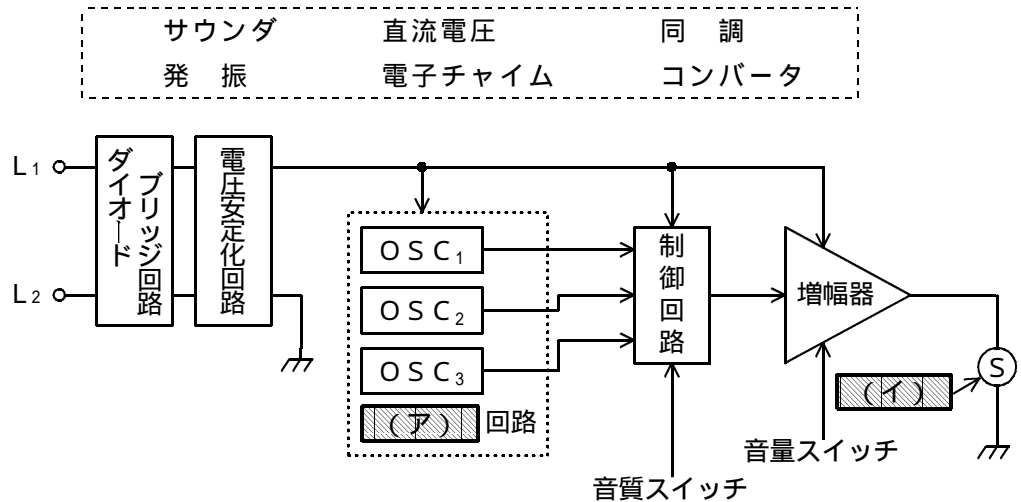 サウンダ 直流電圧 同 調
発 振 電子チャイム コンバータ
L₁
L₂
ダイオード
ブリッジ回路
電圧安定化回路
OSC₁
OSC₂
OSC₃
(ア) 回路
制御回路
増幅器
(イ)
S
音量スイッチ
音質スイッチ